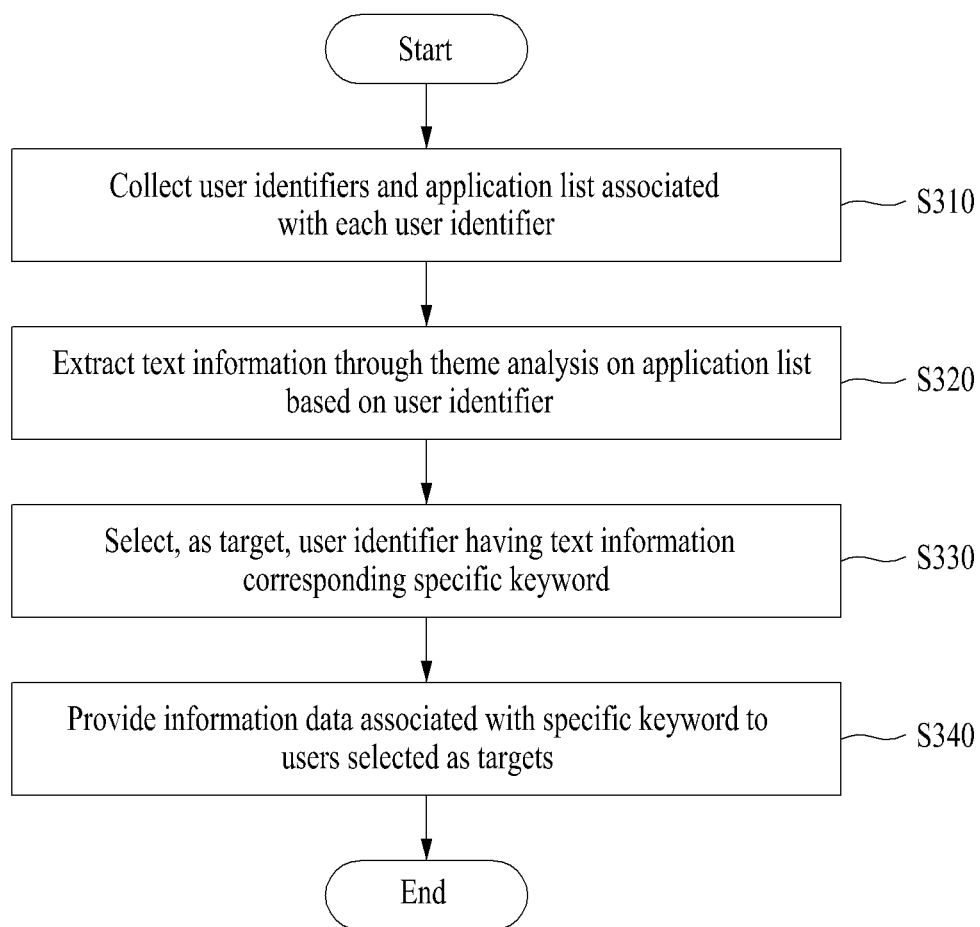 Start
Collect user identifiers and application list associated
with each user identifier
S310
Extract text information through theme analysis on application list
based on user identifier
S320
Select, as target, user identifier having text information
corresponding specific keyword
S330
Provide information data associated with specific keyword to
users selected as targets
S340
End